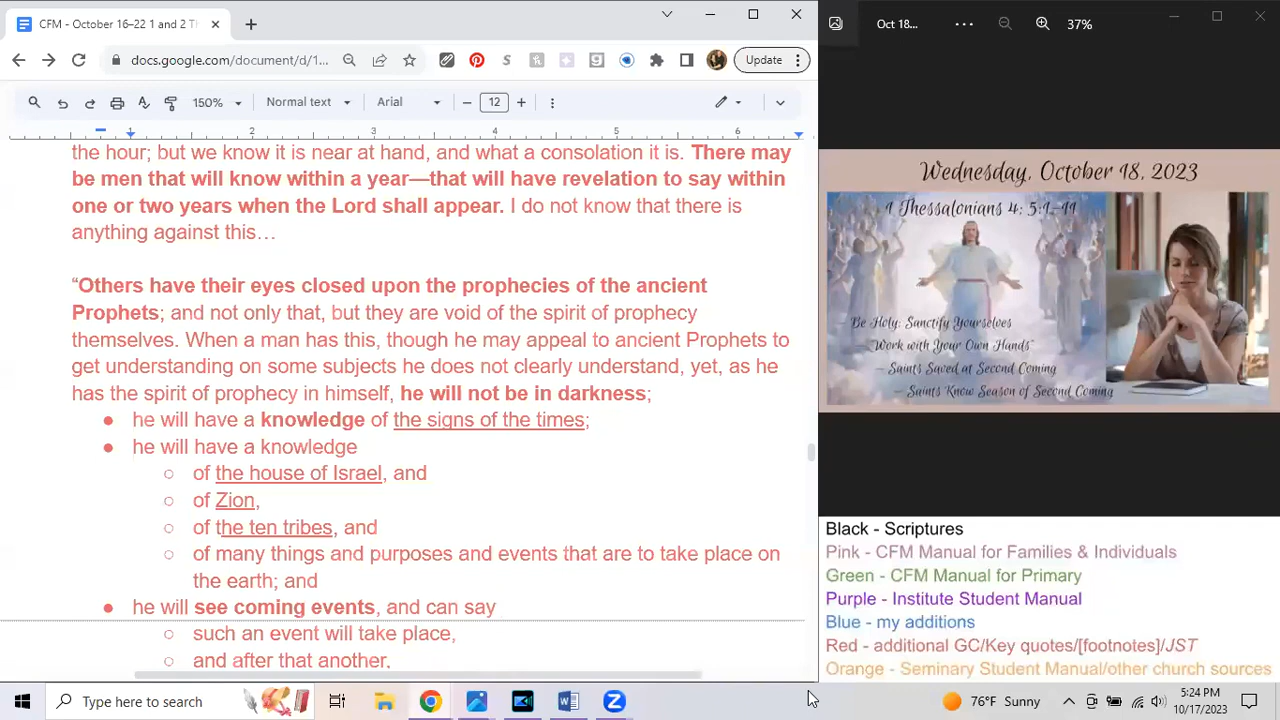 CFM - October 16–22 1 and 2 Th
docs.google.com/document/d/1...
Update
150%
Normal text
Arial
12
1 2 3 4 5 6
the hour; but we know it is near at hand, and what a consolation it is. There may
be men that will know within a year—that will have revelation to say within
one or two years when the Lord shall appear. I do not know that there is
anything against this…
“Others have their eyes closed upon the prophecies of the ancient
Prophets; and not only that, but they are void of the spirit of prophecy
themselves. When a man has this, though he may appeal to ancient Prophets to
get understanding on some subjects he does not clearly understand, yet, as he
has the spirit of prophecy in himself, he will not be in darkness;
● he will have a knowledge of the signs of the times;
● he will have a knowledge
○ of the house of Israel, and
○ of Zion,
○ of the ten tribes, and
○ of many things and purposes and events that are to take place on
the earth; and
● he will see coming events, and can say
○ such an event will take place,
○ and after that another.
Type here to search
Oct 18...
37%
Wednesday, October 18, 2023
1 Thessalonians 4; 5:1-11
"Be Holy: Sanctify Yourselves
Work with Your Own Hands"
– Saints Saved at Second Coming
– Saints Know Season of Second Coming
Black - Scriptures
Pink - CFM Manual for Families & Individuals
Green - CFM Manual for Primary
Purple - Institute Student Manual
Blue - my additions
Red - additional GC/Key quotes/[footnotes]/JST
Orange - Seminary Student Manual/other church sources
76°F Sunny
5:24 PM
10/17/2023